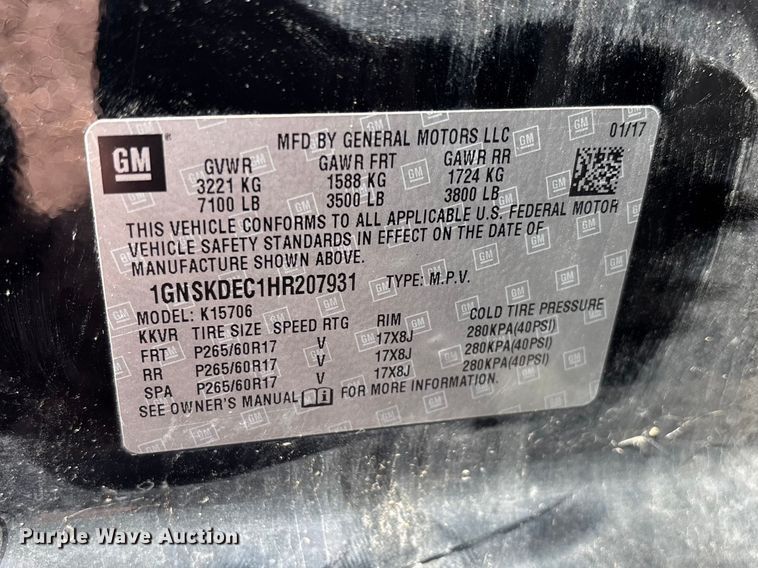 GM
MFD BY GENERAL MOTORS LLC 01/17
GVWR GAWR FRT GAWR RR
3221 KG 1588 KG 1724 KG
7100 LB 3500 LB 3800 LB
THIS VEHICLE CONFORMS TO ALL APPLICABLE U.S. FEDERAL MOTOR
VEHICLE SAFETY STANDARDS IN EFFECT ON THE DATE OF
MANUFACTURE SHOWN ABOVE.
1GNSKDEC1HR207931 TYPE: M.P.V.
MODEL: K15706
KKVR TIRE SIZE SPEED RTG RIM COLD TIRE PRESSURE
FRT P265/60R17 V 17X8J 280KPA(40PSI)
RR P265/60R17 V 17X8J 280KPA(40PSI)
SPA P265/60R17 V 17X8J 280KPA(40PSI)
SEE OWNER'S MANUAL FOR MORE INFORMATION.
Purple Wave Auction